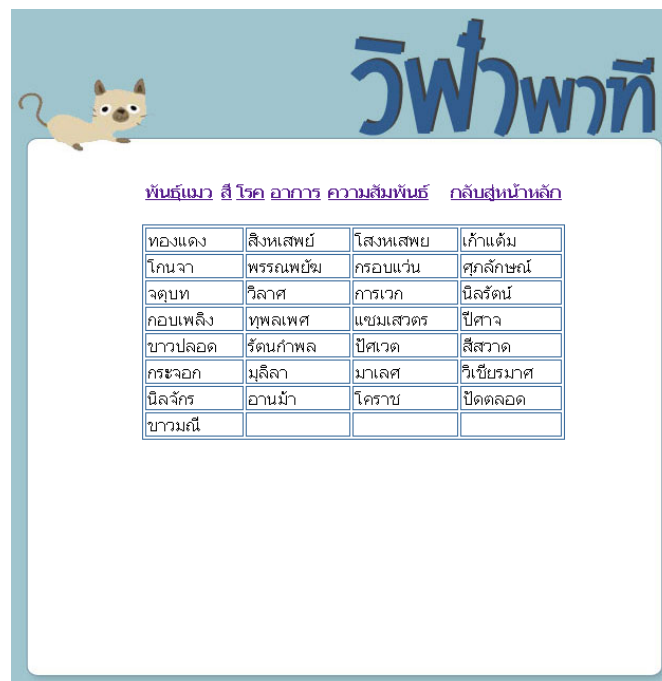 วิฬาพาที
พันธุ์แมว สี โรค อาการ ความสัมพันธ์ กลับสู่หน้าหลัก
ทองแดง สิงหเสพย์ โสงหเสพย เก้าแต้ม
โกนจา พรรณพยัฆ กรอบแว่น ศุภลักษณ์
จตุบท วิลาศ การเวก นิลรัตน์
กอบเพลิง ทุพลเพศ แซมเสวตร ปีศาจ
ขาวปลอด รัตนกำพล ปัศเวต สีสวาด
กระจอก มุลิลา มาเลศ วิเชียรมาศ
นิลจักร อานม้า โคราช ปัดตลอด
ขาวมณี